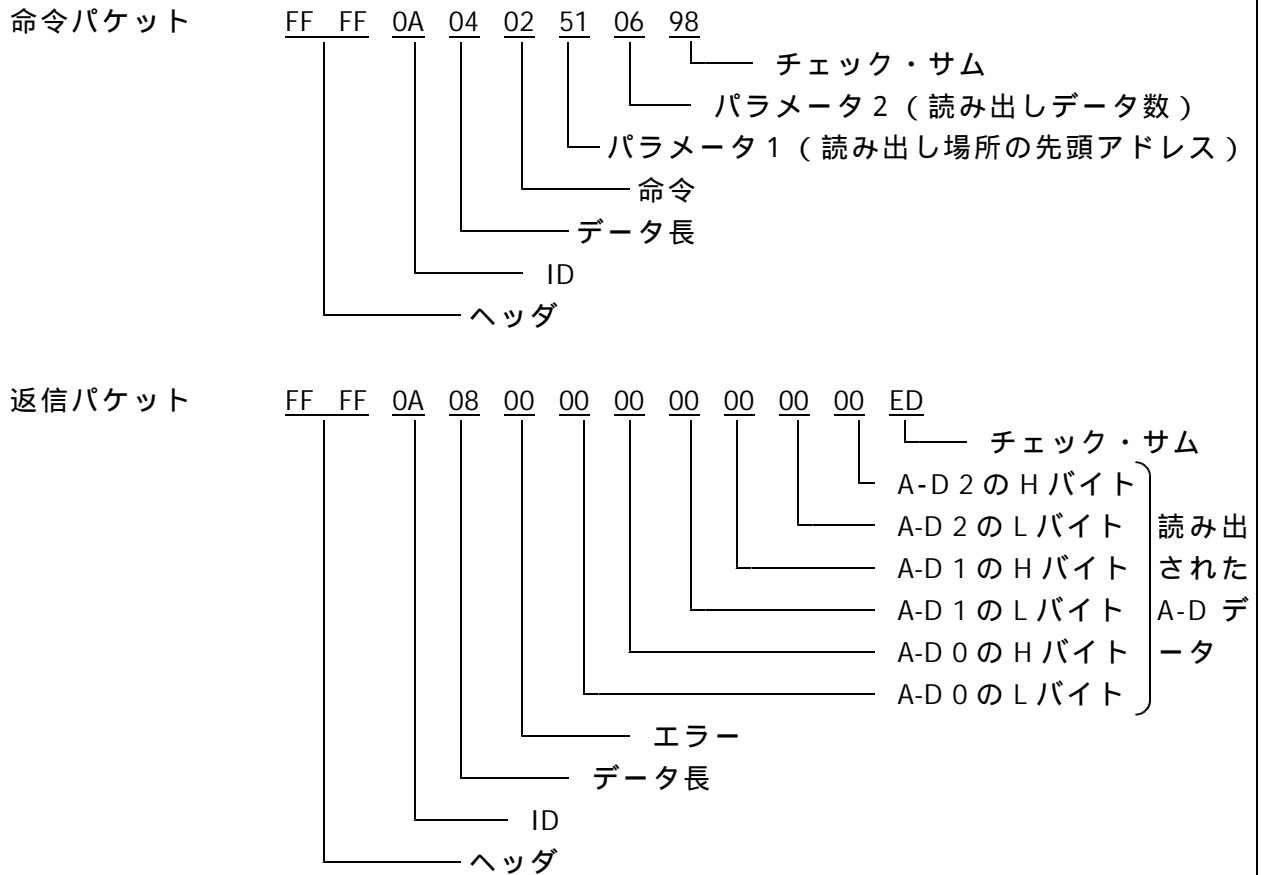 命令パケット FF FF 0A 04 02 51 06 98
チェック・サム
パラメータ2（読み出しデータ数）
パラメータ1（読み出し場所の先頭アドレス）
命令
データ長
ID
ヘッダ
返信パケット FF FF 0A 08 00 00 00 00 00 00 00 ED
チェック・サム
A-D2のHバイト
A-D2のLバイト 読み出
A-D1のHバイト された
A-D1のLバイト A-Dデ
A-D0のHバイト ータ
A-D0のLバイト
エラー
データ長
ID
ヘッダ